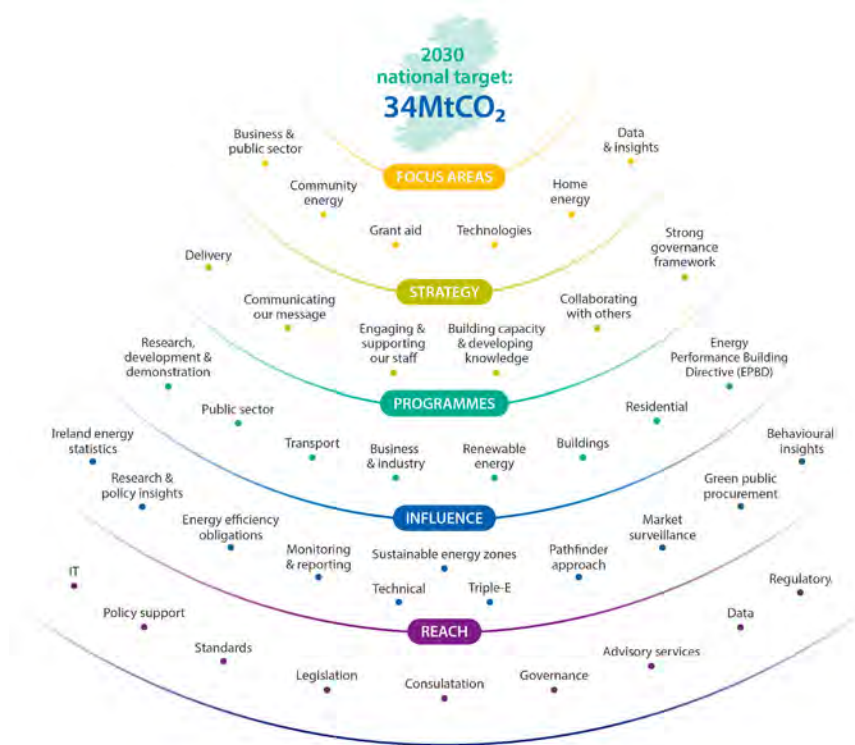 2030
national target:
34MtCO₂
Business &
public sector
Data
& insights
FOCUS AREAS
Community
energy
Home
energy
Grant aid
Technologies
Delivery
Strong
governance
framework
STRATEGY
Communicating
our message
Collaborating
with others
Engaging &
supporting
our staff
Building capacity
& developing
knowledge
Research,
development &
demonstration
Energy
Performance Building
Directive (EPBD)
PROGRAMMES
Public sector
Residential
Transport
Business
& industry
Renewable
energy
Buildings
Ireland energy
statistics
Behavioural
insights
Research &
policy insights
Green public
procurement
INFLUENCE
Energy efficiency
obligations
Market
surveillance
Monitoring
& reporting
Sustainable energy zones
Pathfinder
approach
Technical
Triple-E
IT
Regulatory.
Policy support
Data
REACH
Standards
Advisory services
Legislation
Consulatation
Governance